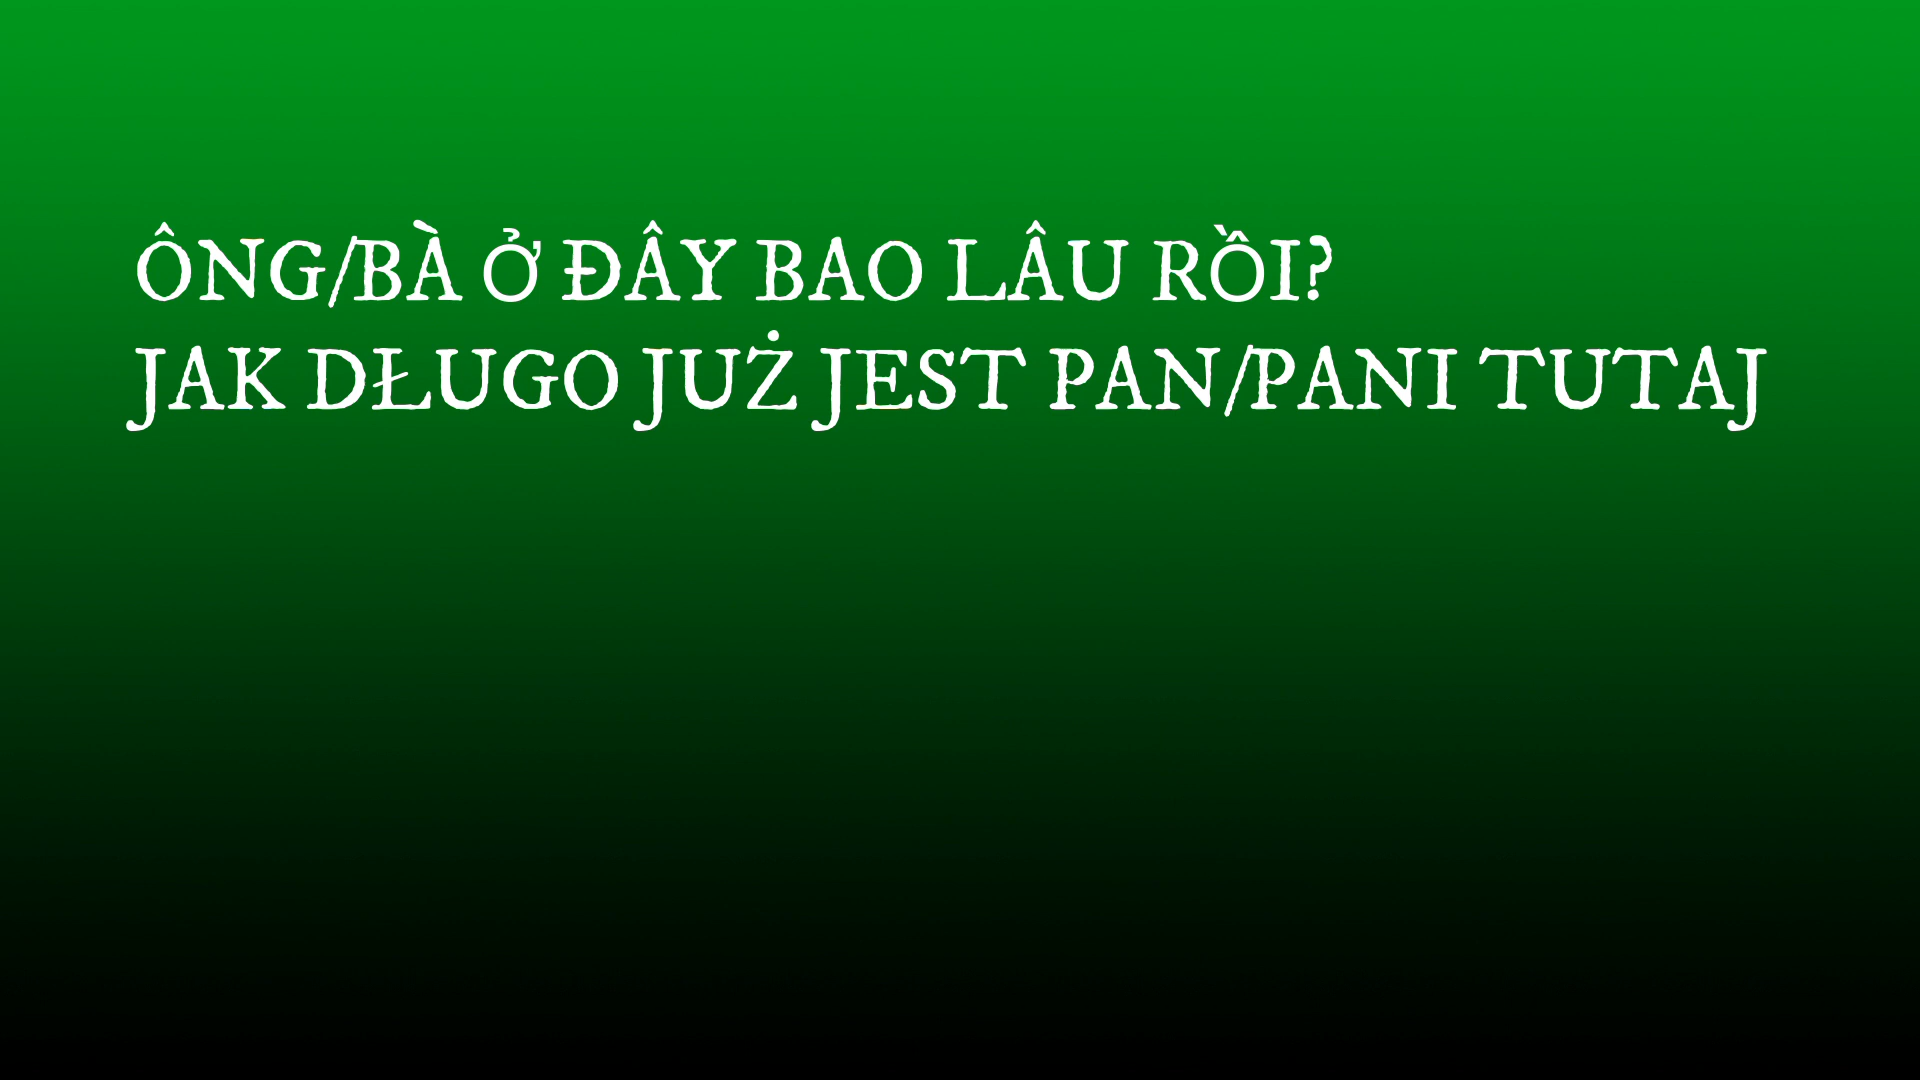 ÔNG/BÀ Ở ĐÂY BAO LÂU RỒI?
JAK DŁUGO JUŻ JEST PAN/PANI TUTAJ